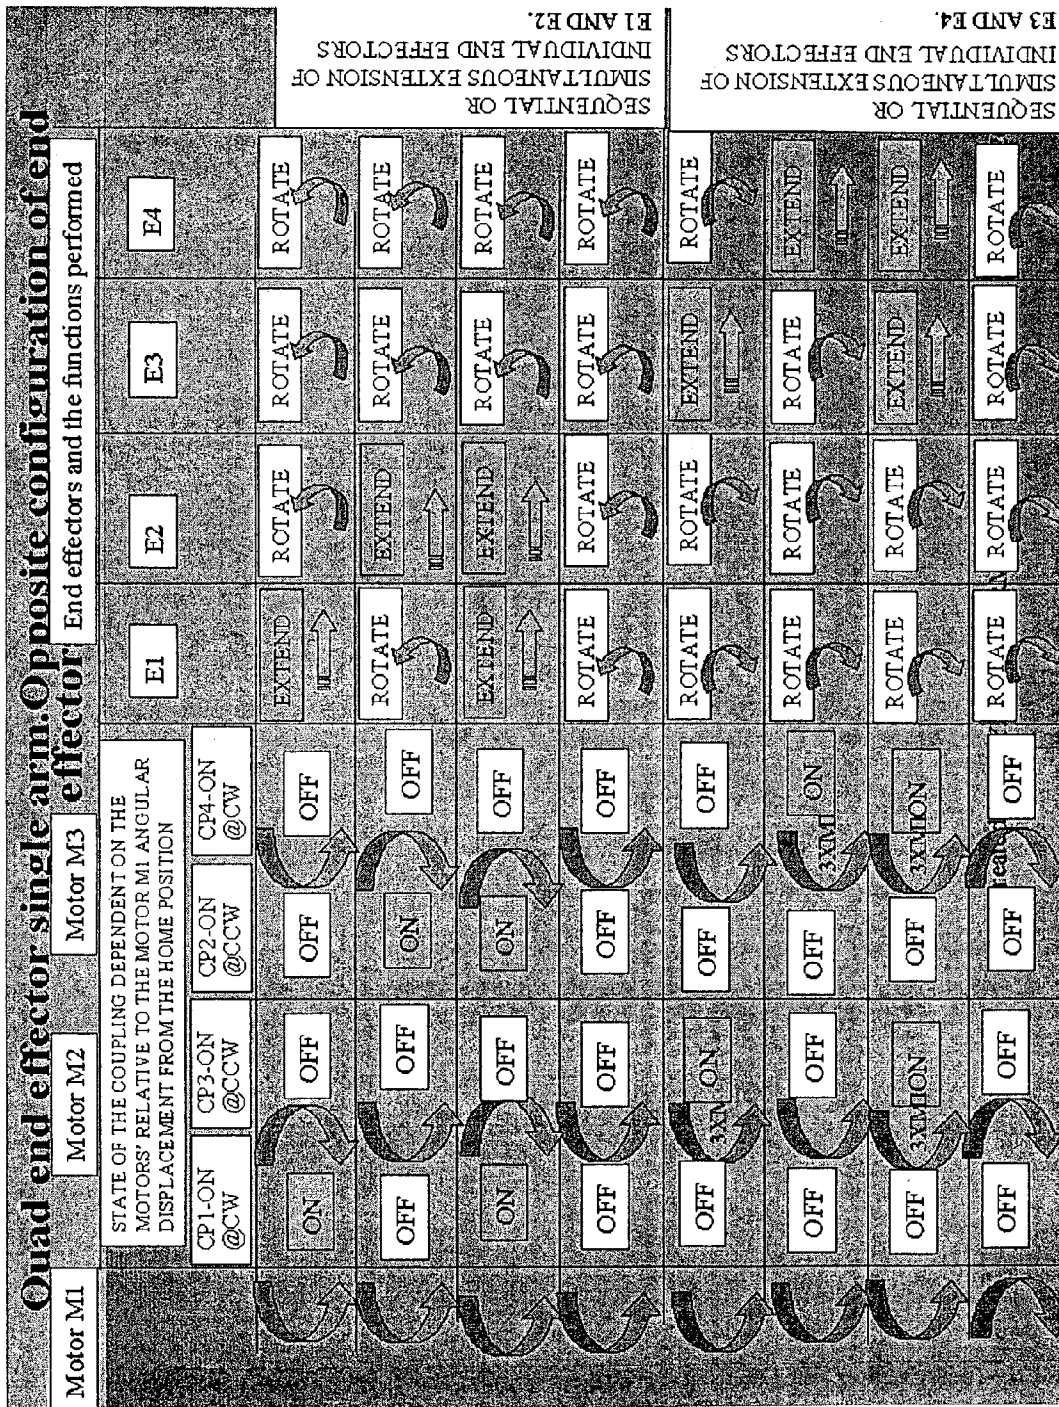 Quad end effector single arm.Opposite configuration of end
effector
Motor M1
Motor M2
Motor M3
End effectors and the functions performed
STATE OF THE COUPLING DEPENDENT ON THE
MOTORS' RELATIVE TO THE MOTOR M1 ANGULAR
DISPLACEMENT FROM THE HOME POSITION
E1
E2
E3
E4
CP1-ON
@CW
CP3-ON
@CCW
CP2-ON
@CCW
CP4-ON
@CW
ON
OFF
OFF
OFF
EXTEND
ROTATE
ROTATE
ROTATE
OFF
OFF
ON
OFF
ROTATE
EXTEND
ROTATE
ROTATE
ON
OFF
ON
OFF
EXTEND
EXTEND
ROTATE
ROTATE
OFF
OFF
OFF
OFF
ROTATE
ROTATE
ROTATE
ROTATE
SEQUENTIAL OR
SIMULTANEOUS EXTENSION OF
INDIVIDUAL END EFFECTORS
E1 AND E2.
OFF
3XM
ON
OFF
OFF
ROTATE
ROTATE
EXTEND
ROTATE
OFF
OFF
OFF
3XM1
ON
ROTATE
ROTATE
ROTATE
EXTEND
OFF
3XM1ON
OFF
3XM1ON
ROTATE
ROTATE
EXTEND
EXTEND
OFF
OFF
OFF
OFF
ROTATE
ROTATE
ROTATE
ROTATE
SEQUENTIAL OR
SIMULTANEOUS EXTENSION OF
INDIVIDUAL END EFFECTORS
E3 AND E4.